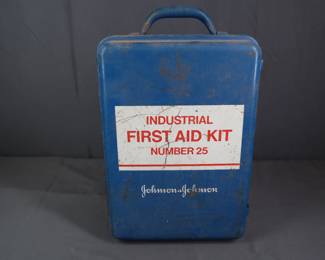 INDUSTRIAL
FIRST AID KIT
NUMBER 25
Johnson & Johnson